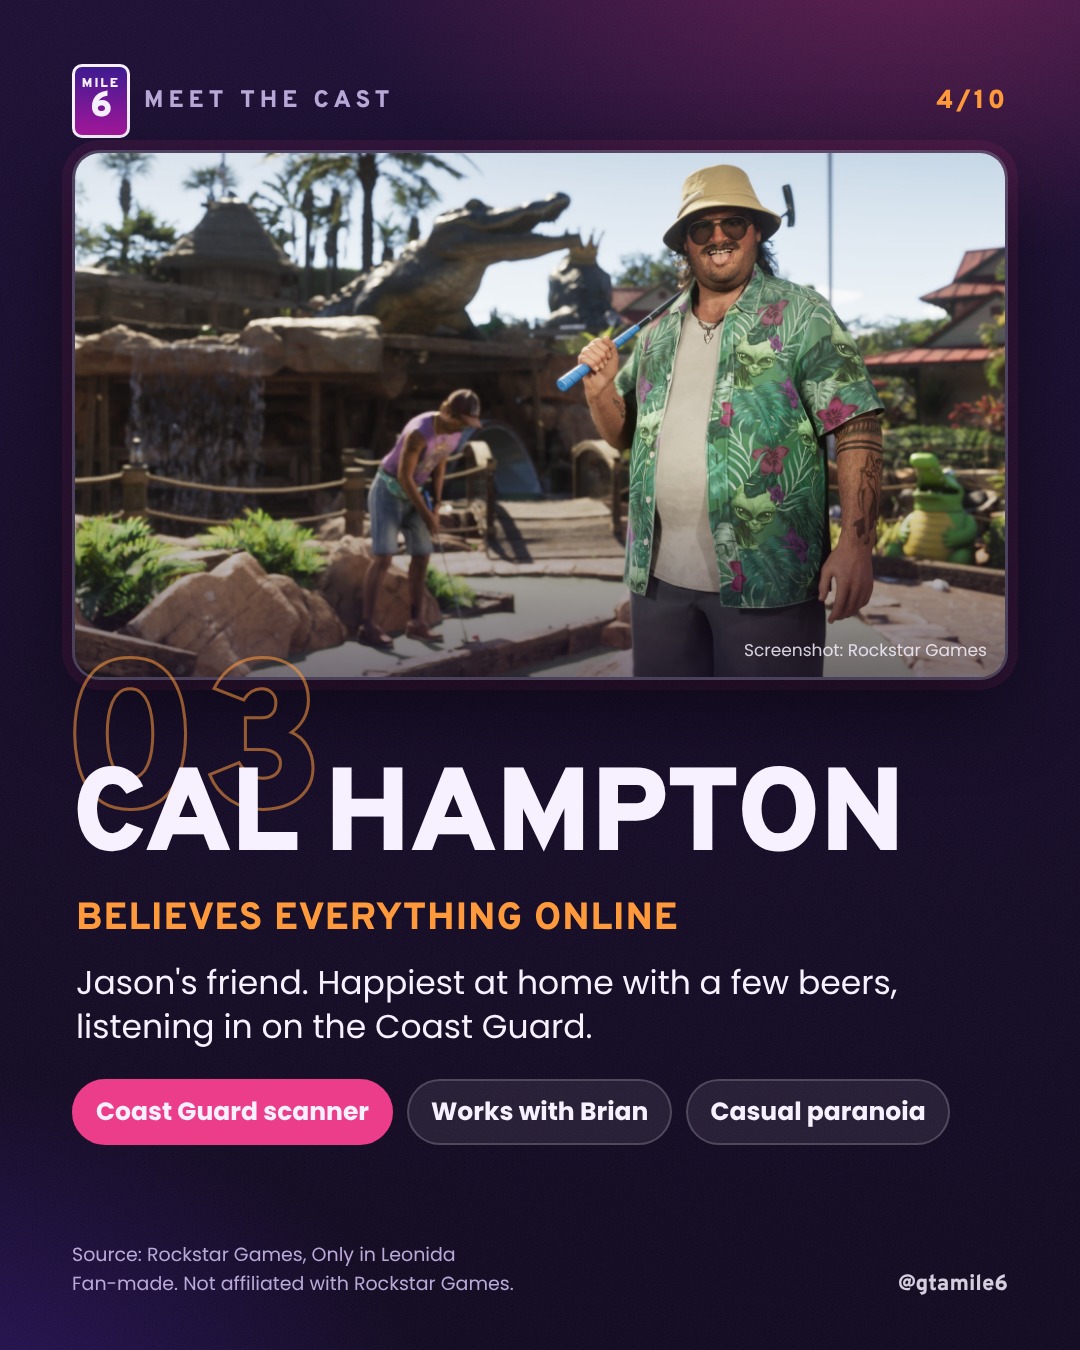 MILE
6
MEET THE CAST
4/10
Screenshot: Rockstar Games
03
CAL HAMPTON
BELIEVES EVERYTHING ONLINE
Jason's friend. Happiest at home with a few beers,
listening in on the Coast Guard.
Coast Guard scanner
Works with Brian
Casual paranoia
Source: Rockstar Games, Only in Leonida
Fan-made. Not affiliated with Rockstar Games.
@gtamile6